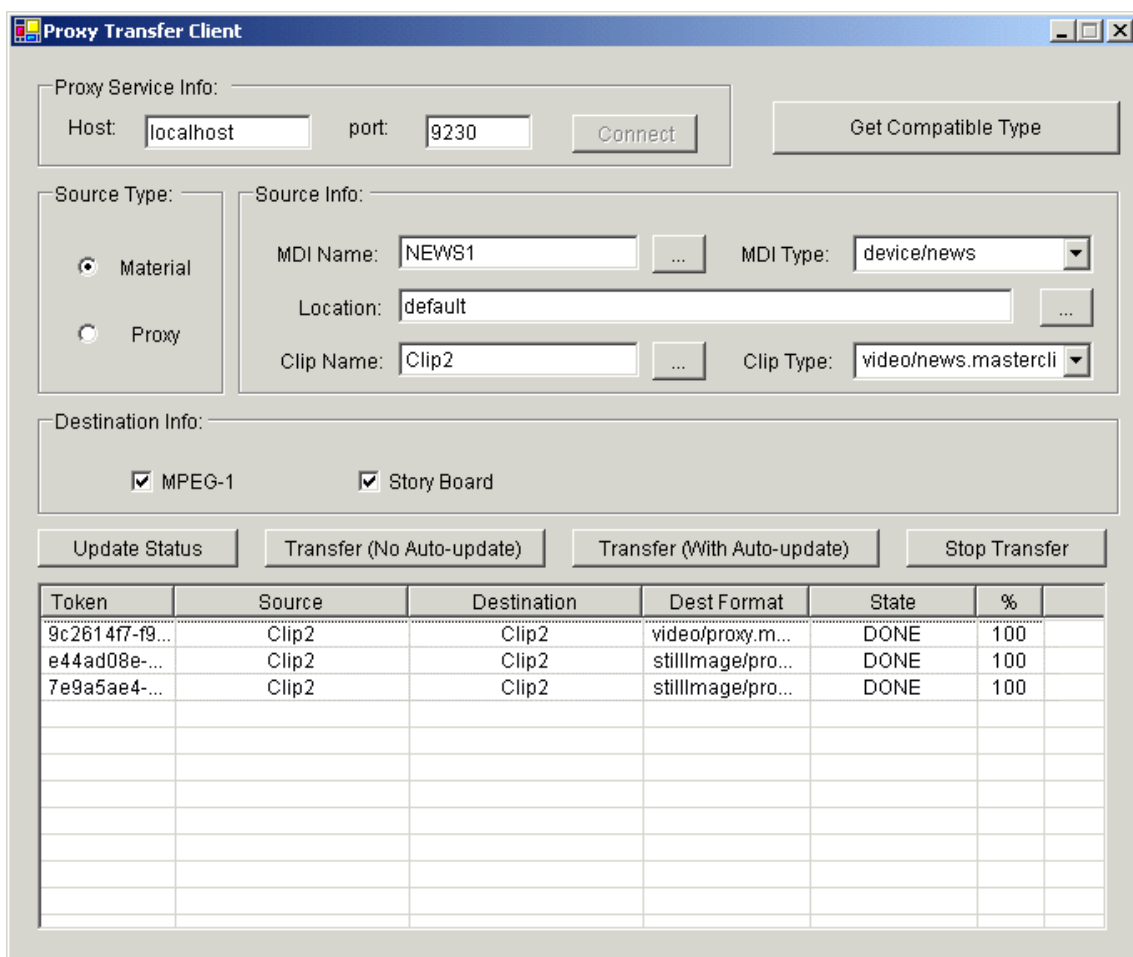 Proxy Transfer Client
Proxy Service Info:
Host: localhost port: 9230 Connect Get Compatible Type
Source Type: Source Info:
MDI Name: NEWS1 ... MDI Type: device/news
Material
Location: default ...
Proxy
Clip Name: Clip2 ... Clip Type: video/news.mastercli
Destination Info:
MPEG-1 Story Board
Update Status Transfer (No Auto-update) Transfer (With Auto-update) Stop Transfer
Token Source Destination Dest Format State %
9c2614f7-f9... Clip2 Clip2 video/proxy.m... DONE 100
e44ad08e-... Clip2 Clip2 stillImage/pro... DONE 100
7e9a5ae4-... Clip2 Clip2 stillImage/pro... DONE 100